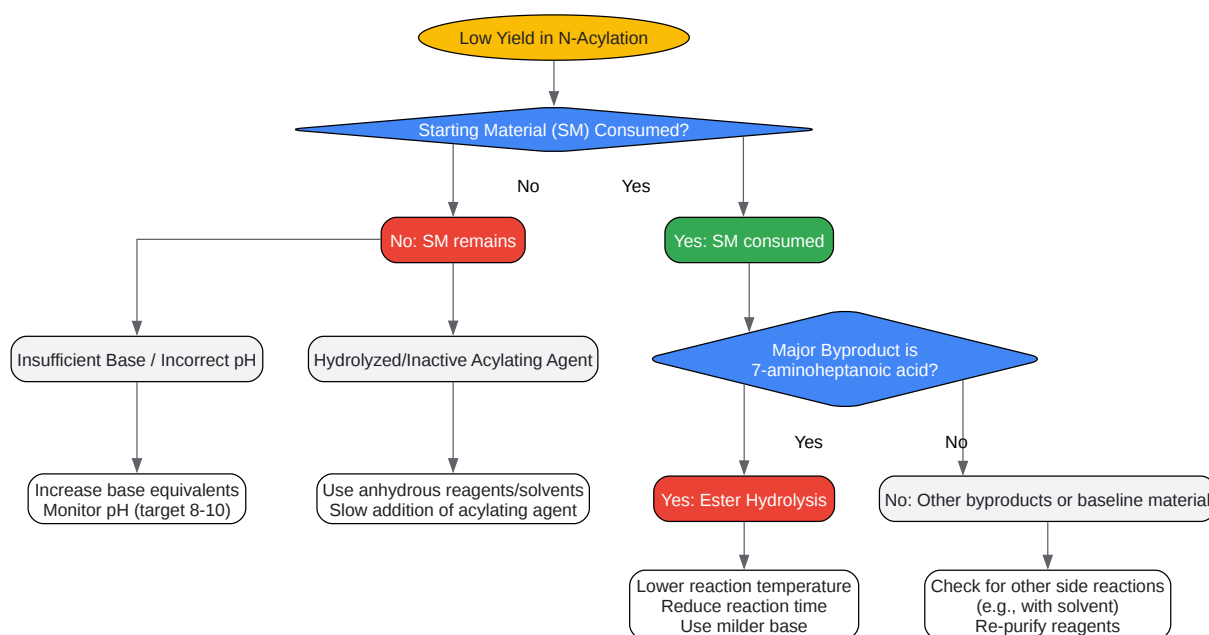 Low Yield in N-Acylation
Starting Material (SM) Consumed?
No
Yes
No: SM remains
Yes: SM consumed
Insufficient Base / Incorrect pH
Hydrolyzed/Inactive Acylating Agent
Major Byproduct is
7-aminoheptanoic acid?
Yes
No
Increase base equivalents
Monitor pH (target 8-10)
Use anhydrous reagents/solvents
Slow addition of acylating agent
Yes: Ester Hydrolysis
No: Other byproducts or baseline material
Lower reaction temperature
Reduce reaction time
Use milder base
Check for other side reactions
(e.g., with solvent)
Re-purify reagents